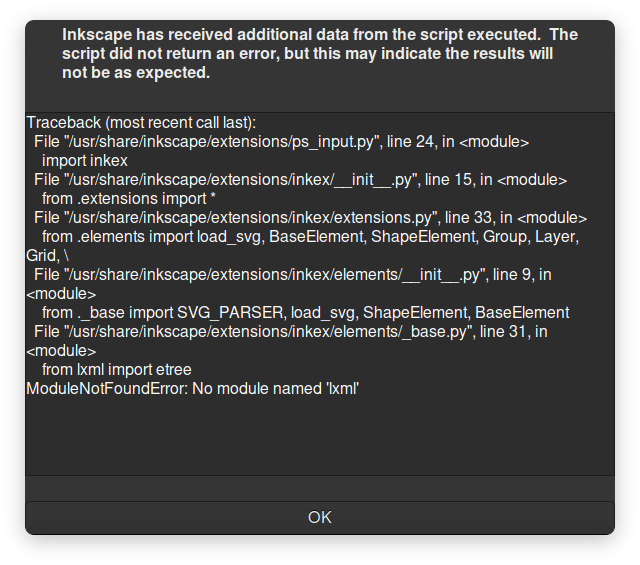 Inkscape has received additional data from the script executed.  The
script did not return an error, but this may indicate the results will
not be as expected.
Traceback (most recent call last):
  File "/usr/share/inkscape/extensions/ps_input.py", line 24, in <module>
    import inkex
  File "/usr/share/inkscape/extensions/inkex/__init__.py", line 15, in <module>
    from .extensions import *
  File "/usr/share/inkscape/extensions/inkex/extensions.py", line 33, in <module>
    from .elements import load_svg, BaseElement, ShapeElement, Group, Layer,
Grid, \
  File "/usr/share/inkscape/extensions/inkex/elements/__init__.py", line 9, in
<module>
    from ._base import SVG_PARSER, load_svg, ShapeElement, BaseElement
  File "/usr/share/inkscape/extensions/inkex/elements/_base.py", line 31, in
<module>
    from lxml import etree
ModuleNotFoundError: No module named 'lxml'
OK